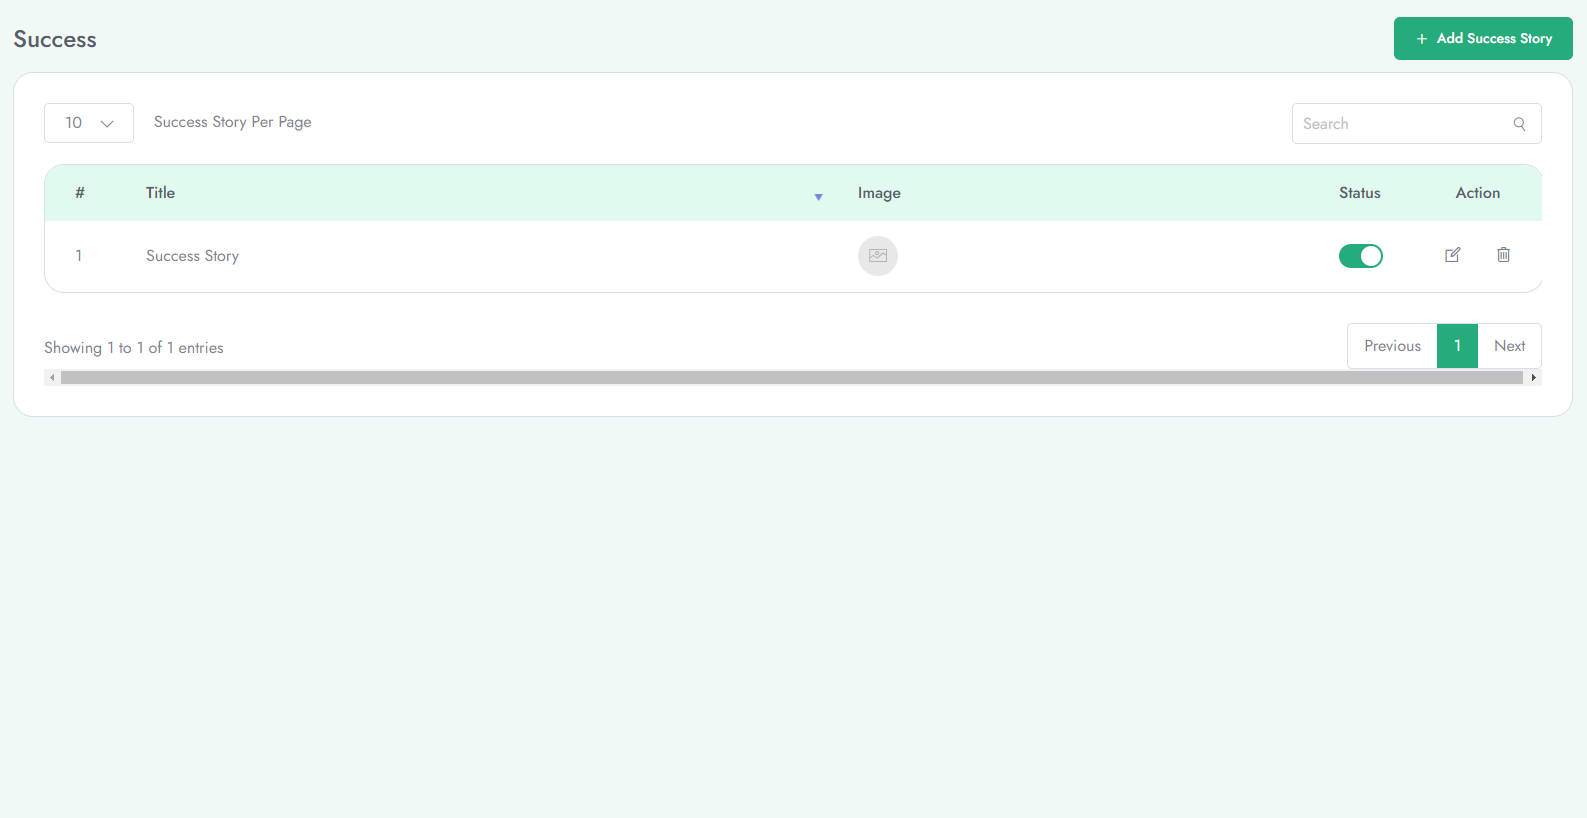 Success
+ Add Success Story
10 Success Story Per Page
Search
# Title Image Status Action
1 Success Story
Showing 1 to 1 of 1 entries
Previous 1 Next